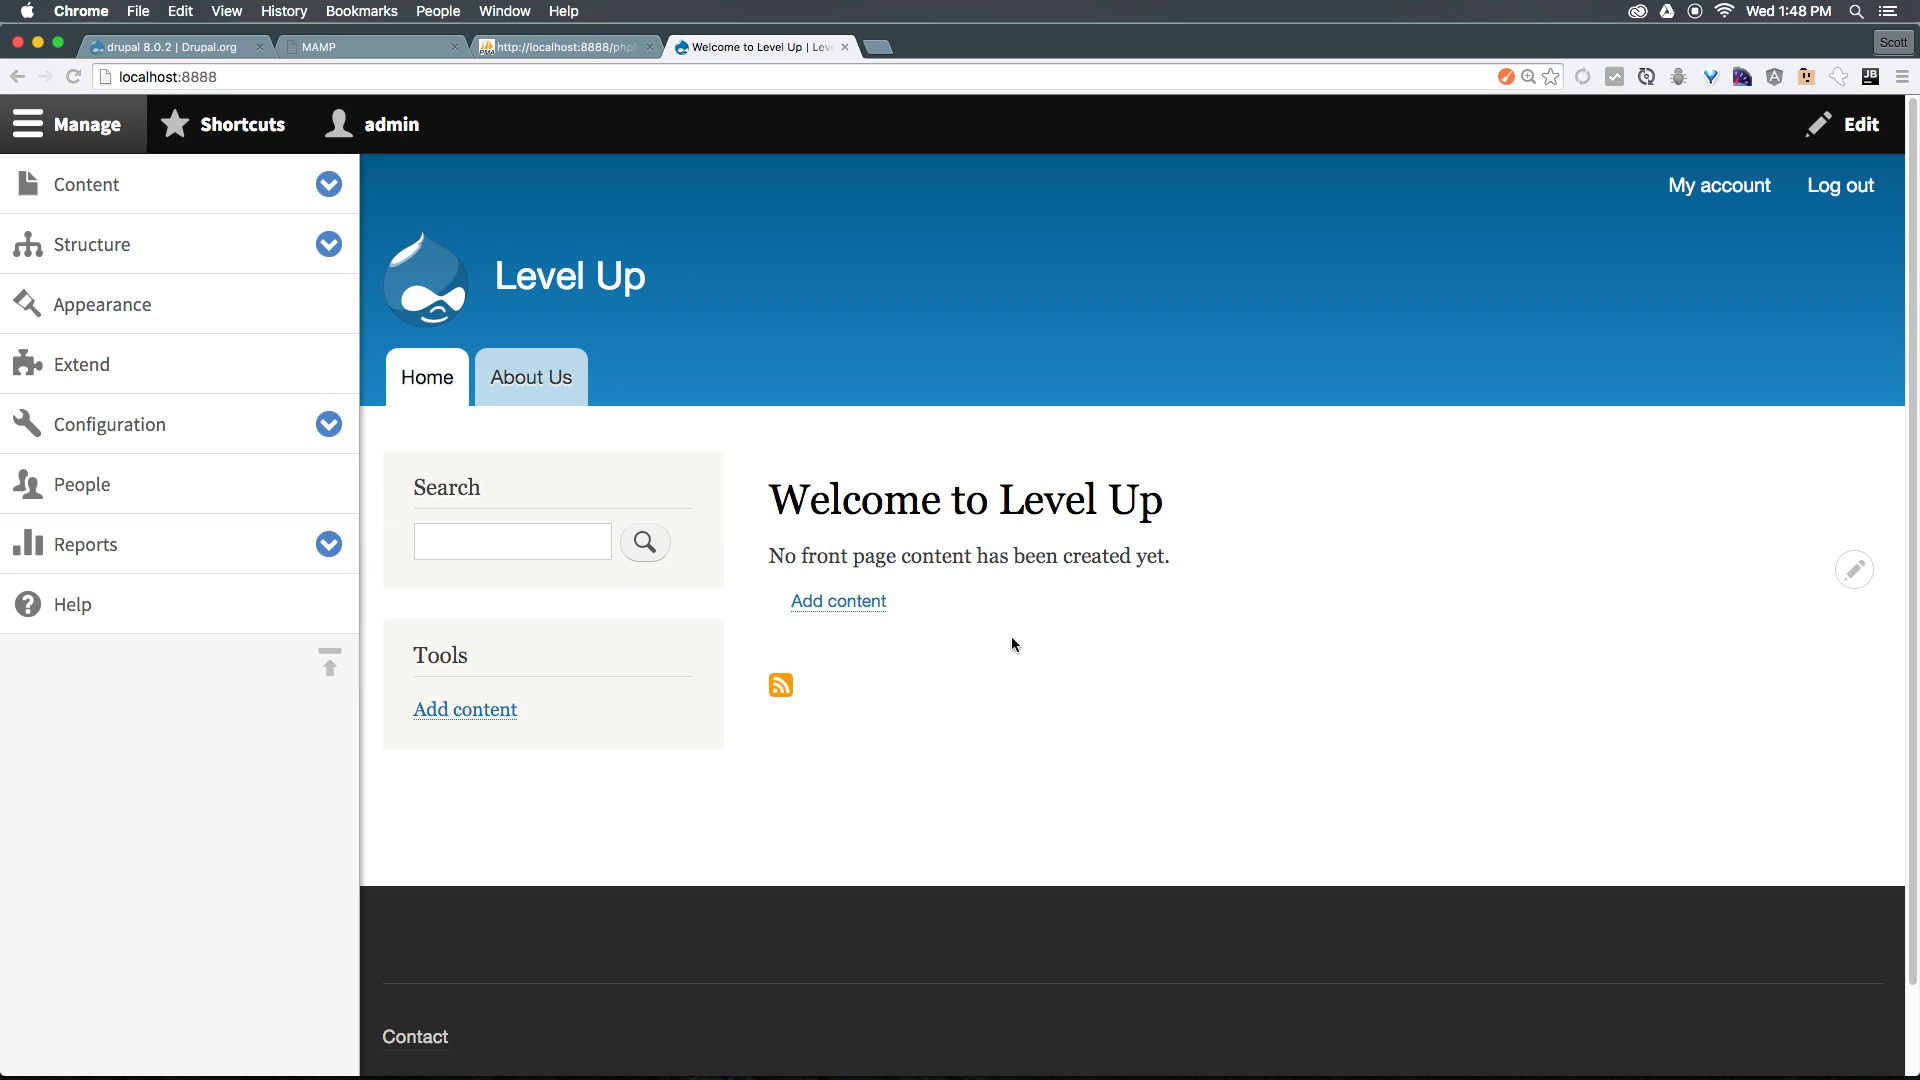 Chrome File Edit View History Bookmarks People Window Help Wed 1:48 PM
drupal 8.0.2 | Drupal.org MAMP http://localhost:8888/php Welcome to Level Up | Lev Scott
localhost:8888 JB
Manage Shortcuts admin Edit
Content
Structure
Appearance
Extend
Configuration
People
Reports
Help
My account Log out
Level Up
Home About Us
Search
Tools
Add content
Welcome to Level Up
No front page content has been created yet.
Add content
Contact